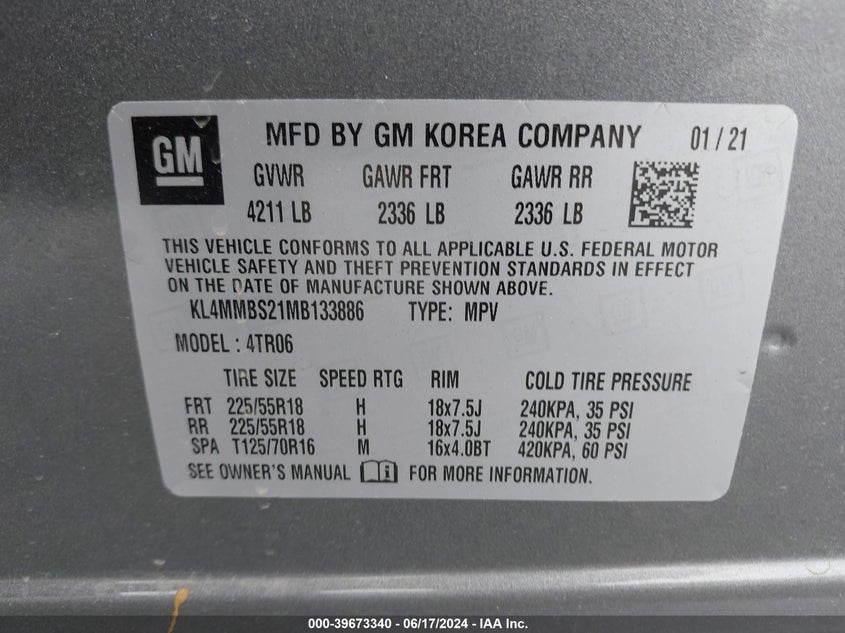 GM
MFD BY GM KOREA COMPANY 01/21
GVWR GAWR FRT GAWR RR
4211 LB 2336 LB 2336 LB
THIS VEHICLE CONFORMS TO ALL APPLICABLE U.S. FEDERAL MOTOR
VEHICLE SAFETY AND THEFT PREVENTION STANDARDS IN EFFECT
ON THE DATE OF MANUFACTURE SHOWN ABOVE.
KL4MMBS21MB133886 TYPE: MPV
MODEL : 4TR06
TIRE SIZE SPEED RTG RIM COLD TIRE PRESSURE
FRT 225/55R18 H 18x7.5J 240KPA, 35 PSI
RR 225/55R18 H 18x7.5J 240KPA, 35 PSI
SPA T125/70R16 M 16x4.0BT 420KPA, 60 PSI
SEE OWNER'S MANUAL i FOR MORE INFORMATION.
000-39673340 - 06/17/2024 - IAA Inc.